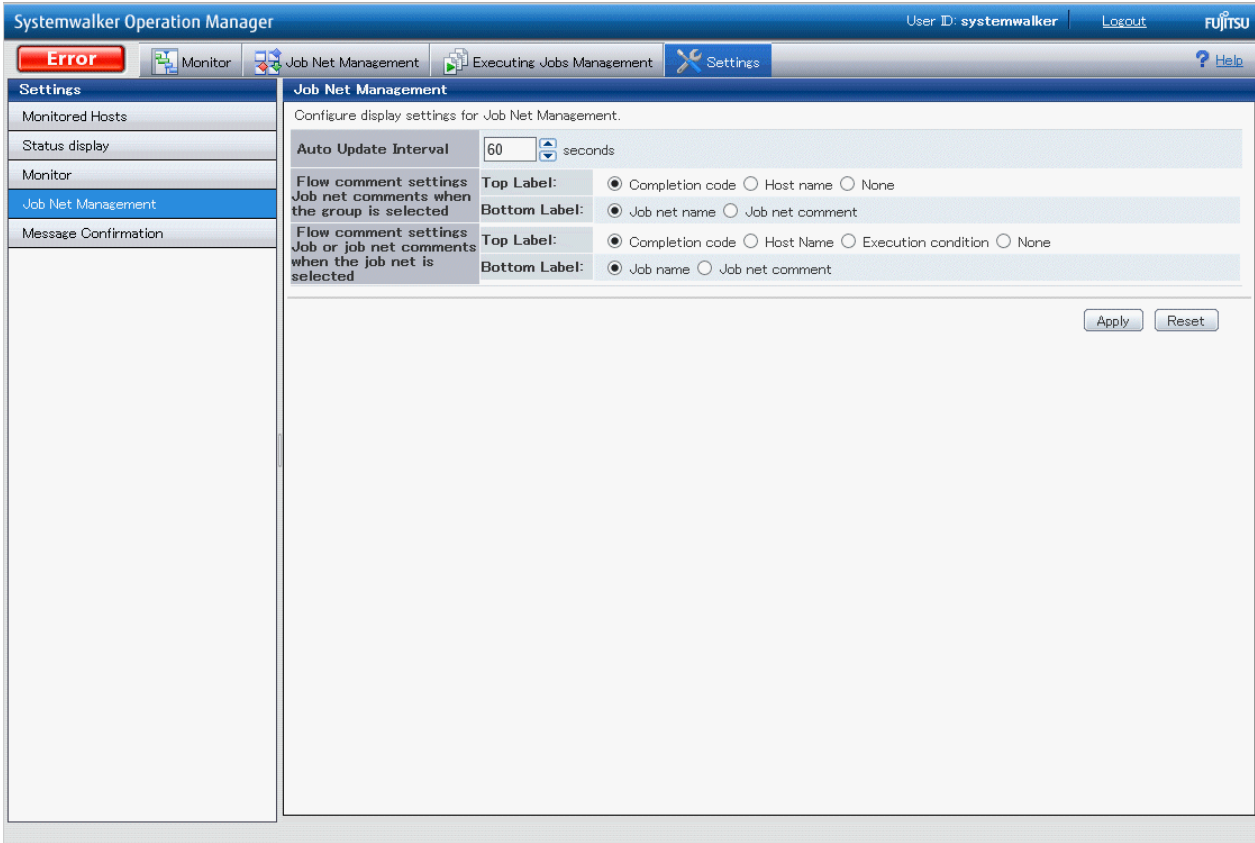 Systemwalker Operation Manager User ID: systemwalker Logout FUJITSU
Error Monitor Job Net Management Executing Jobs Management Settings ? Help
Settings
Monitored Hosts
Status display
Monitor
Job Net Management
Message Confirmation
Job Net Management
Configure display settings for Job Net Management.
Auto Update Interval 60 seconds
Flow comment settings
Job net comments when
the group is selected
Top Label: Completion code Host name None
Bottom Label: Job net name Job net comment
Flow comment settings
Job or job net comments
when the job net is
selected
Top Label: Completion code Host Name Execution condition None
Bottom Label: Job name Job net comment
Apply Reset